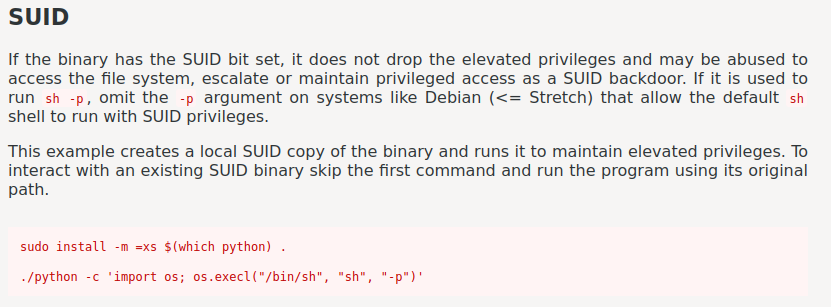 SUID
If the binary has the SUID bit set, it does not drop the elevated privileges and may be abused to
access the file system, escalate or maintain privileged access as a SUID backdoor. If it is used to
run sh -p, omit the -p argument on systems like Debian (<= Stretch) that allow the default sh
shell to run with SUID privileges.
This example creates a local SUID copy of the binary and runs it to maintain elevated privileges. To
interact with an existing SUID binary skip the first command and run the program using its original
path.
sudo install -m =xs $(which python) .
./python -c 'import os; os.execl("/bin/sh", "sh", "-p")'